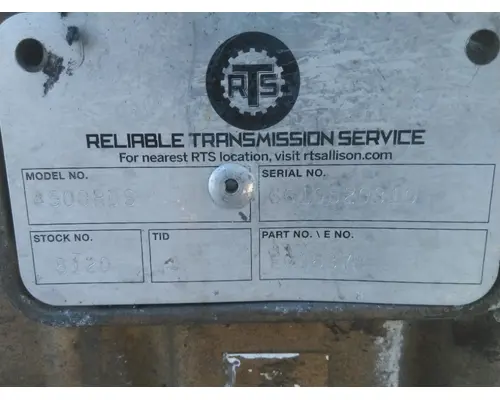 RTS
RELIABLE TRANSMISSION SERVICE
For nearest RTS location, visit rtsallison.com
MODEL NO.
SERIAL NO.
STOCK NO.
TID
PART NO. \ E NO.